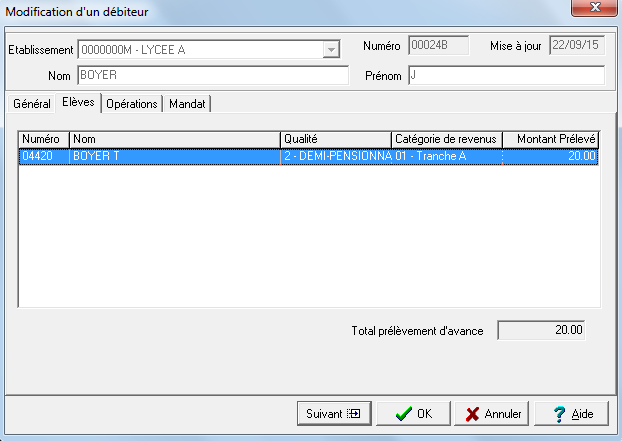 Modification d'un débiteur
Etablissement 0000000M - LYCEE A Numéro 00024B Mise à jour 22/09/15
Nom BOYER Prénom J
Général Elèves Opérations Mandat
Numéro Nom Qualité Catégorie de revenus Montant Prélevé
04420 BOYER T 2 - DEMI-PENSIONNA 01 - Tranche A 20.00
Total prélèvement d'avance 20.00
Suivant OK Annuler ? Aide